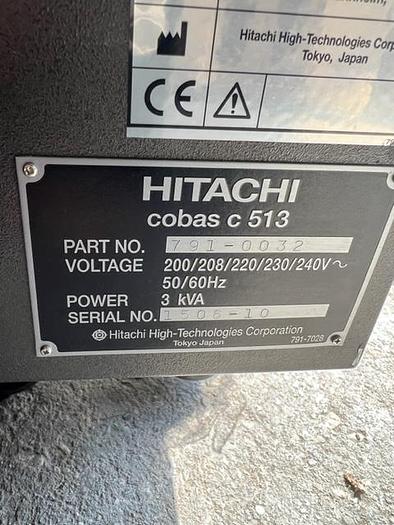 Hitachi High-Technologies Corp
Tokyo, Japan
CE
HITACHI
cobas c 513
PART NO. 791-0032
VOLTAGE 200/208/220/230/240V~
50/60Hz
POWER 3 kVA
SERIAL NO. 1506-10
Hitachi High-Technologies Corporation
Tokyo Japan
791-7028